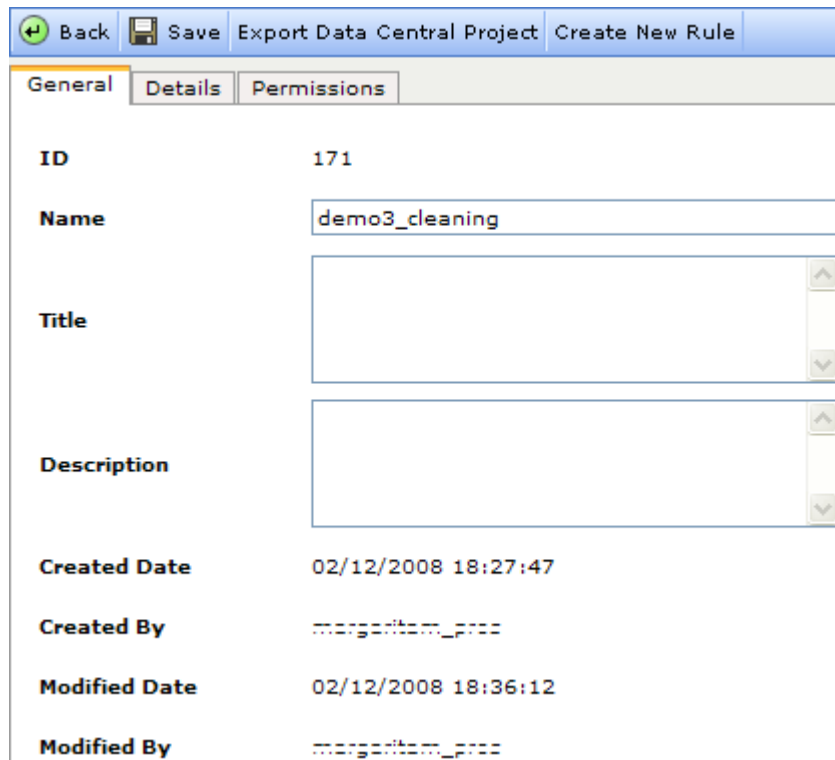 Back Save Export Data Central Project Create New Rule
General Details Permissions
ID 171
Name demo3_cleaning
Title
Description
Created Date 02/12/2008 18:27:47
Created By
Modified Date 02/12/2008 18:36:12
Modified By